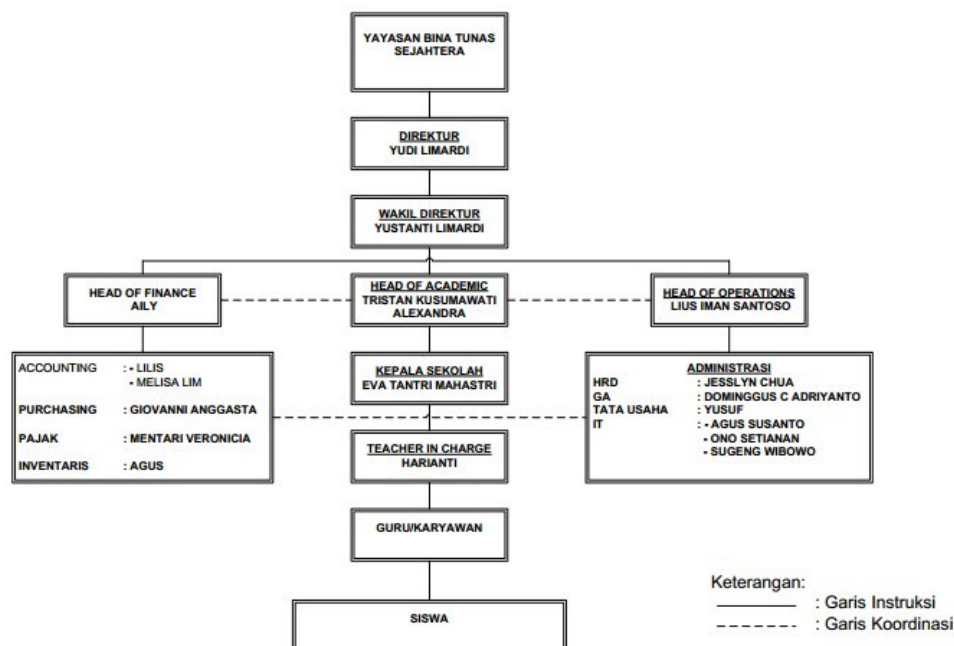 YAYASAN BINA TUNAS
SEJAHTERA
DIREKTUR
YUDI LIMARDI
WAKIL DIREKTUR
YUSTANTI LIMARDI
HEAD OF FINANCE
AILY
HEAD OF ACADEMIC
TRISTAN KUSUMAWATI
ALEXANDRA
HEAD OF OPERATIONS
LIUS IMAN SANTOSO
ACCOUNTING : - LILIS
- MELISA LIM
PURCHASING : GIOVANNI ANGGASTA
PAJAK : MENTARI VERONICIA
INVENTARIS : AGUS
KEPALA SEKOLAH
EVA TANTRI MAHASTRI
ADMINISTRASI
HRD : JESSLYN CHUA
GA : DOMINGGUS C ADRIYANTO
TATA USAHA : YUSUF
IT : - AGUS SUSANTO
- ONO SETIANAN
- SUGENG WIBOWO
TEACHER IN CHARGE
HARIANTI
GURU/KARYAWAN
SISWA
Keterangan:
: Garis Instruksi
: Garis Koordinasi